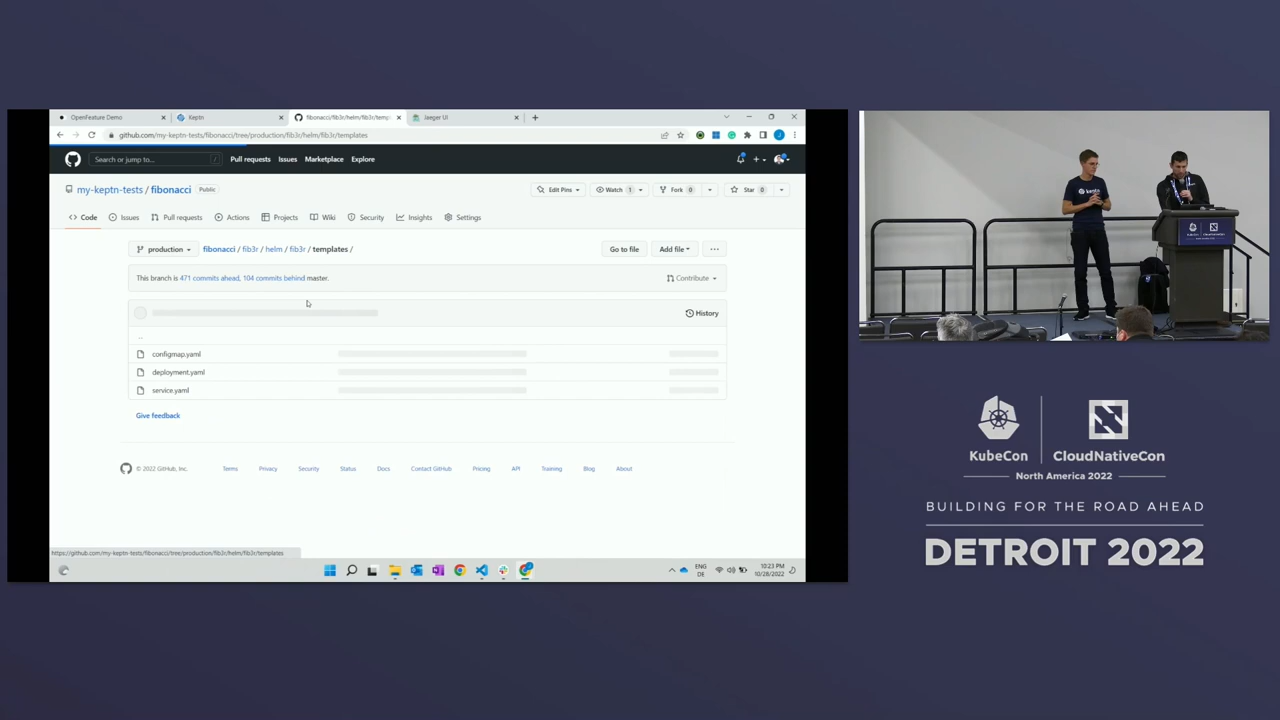 OpenFeature Demo
Keptn
fibonacci/fib3r/helm/fib3r/temp
Jaeger UI
github.com/my-keptn-tests/fibonacci/tree/production/fib3r/helm/fib3r/templates
Search or jump to...
/
Pull requests
Issues
Marketplace
Explore
my-keptn-tests / fibonacci
Public
Edit Pins
Watch 1
Fork 0
Star 0
Code
Issues
Pull requests
Actions
Projects
Wiki
Security
Insights
Settings
production
fibonacci / fib3r / helm / fib3r / templates /
Go to file
Add file
This branch is 471 commits ahead, 104 commits behind master.
Contribute
History
..
configmap.yaml
deployment.yaml
service.yaml
Give feedback
© 2022 GitHub, Inc.
Terms
Privacy
Security
Status
Docs
Contact GitHub
Pricing
API
Training
Blog
About
https://github.com/my-keptn-tests/fibonacci/tree/production/fib3r/helm/fib3r/templates
ENG
DE
10:23 PM
10/28/2022
keptn
KubeCon
CloudNativeCon
North America 2022
BUILDING FOR THE ROAD AHEAD
DETROIT 2022